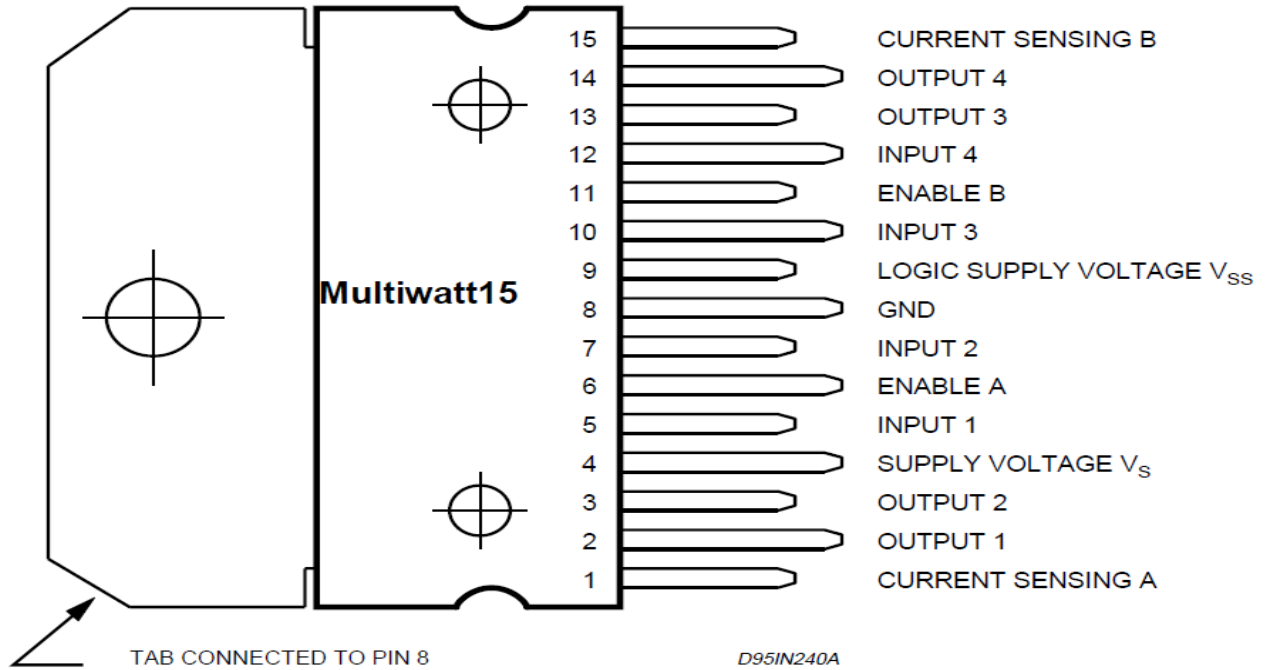 15 CURRENT SENSING B
14 OUTPUT 4
13 OUTPUT 3
12 INPUT 4
11 ENABLE B
10 INPUT 3
9 LOGIC SUPPLY VOLTAGE VSS
Multiwatt15
8 GND
7 INPUT 2
6 ENABLE A
5 INPUT 1
4 SUPPLY VOLTAGE VS
3 OUTPUT 2
2 OUTPUT 1
1 CURRENT SENSING A
TAB CONNECTED TO PIN 8
D95IN240A